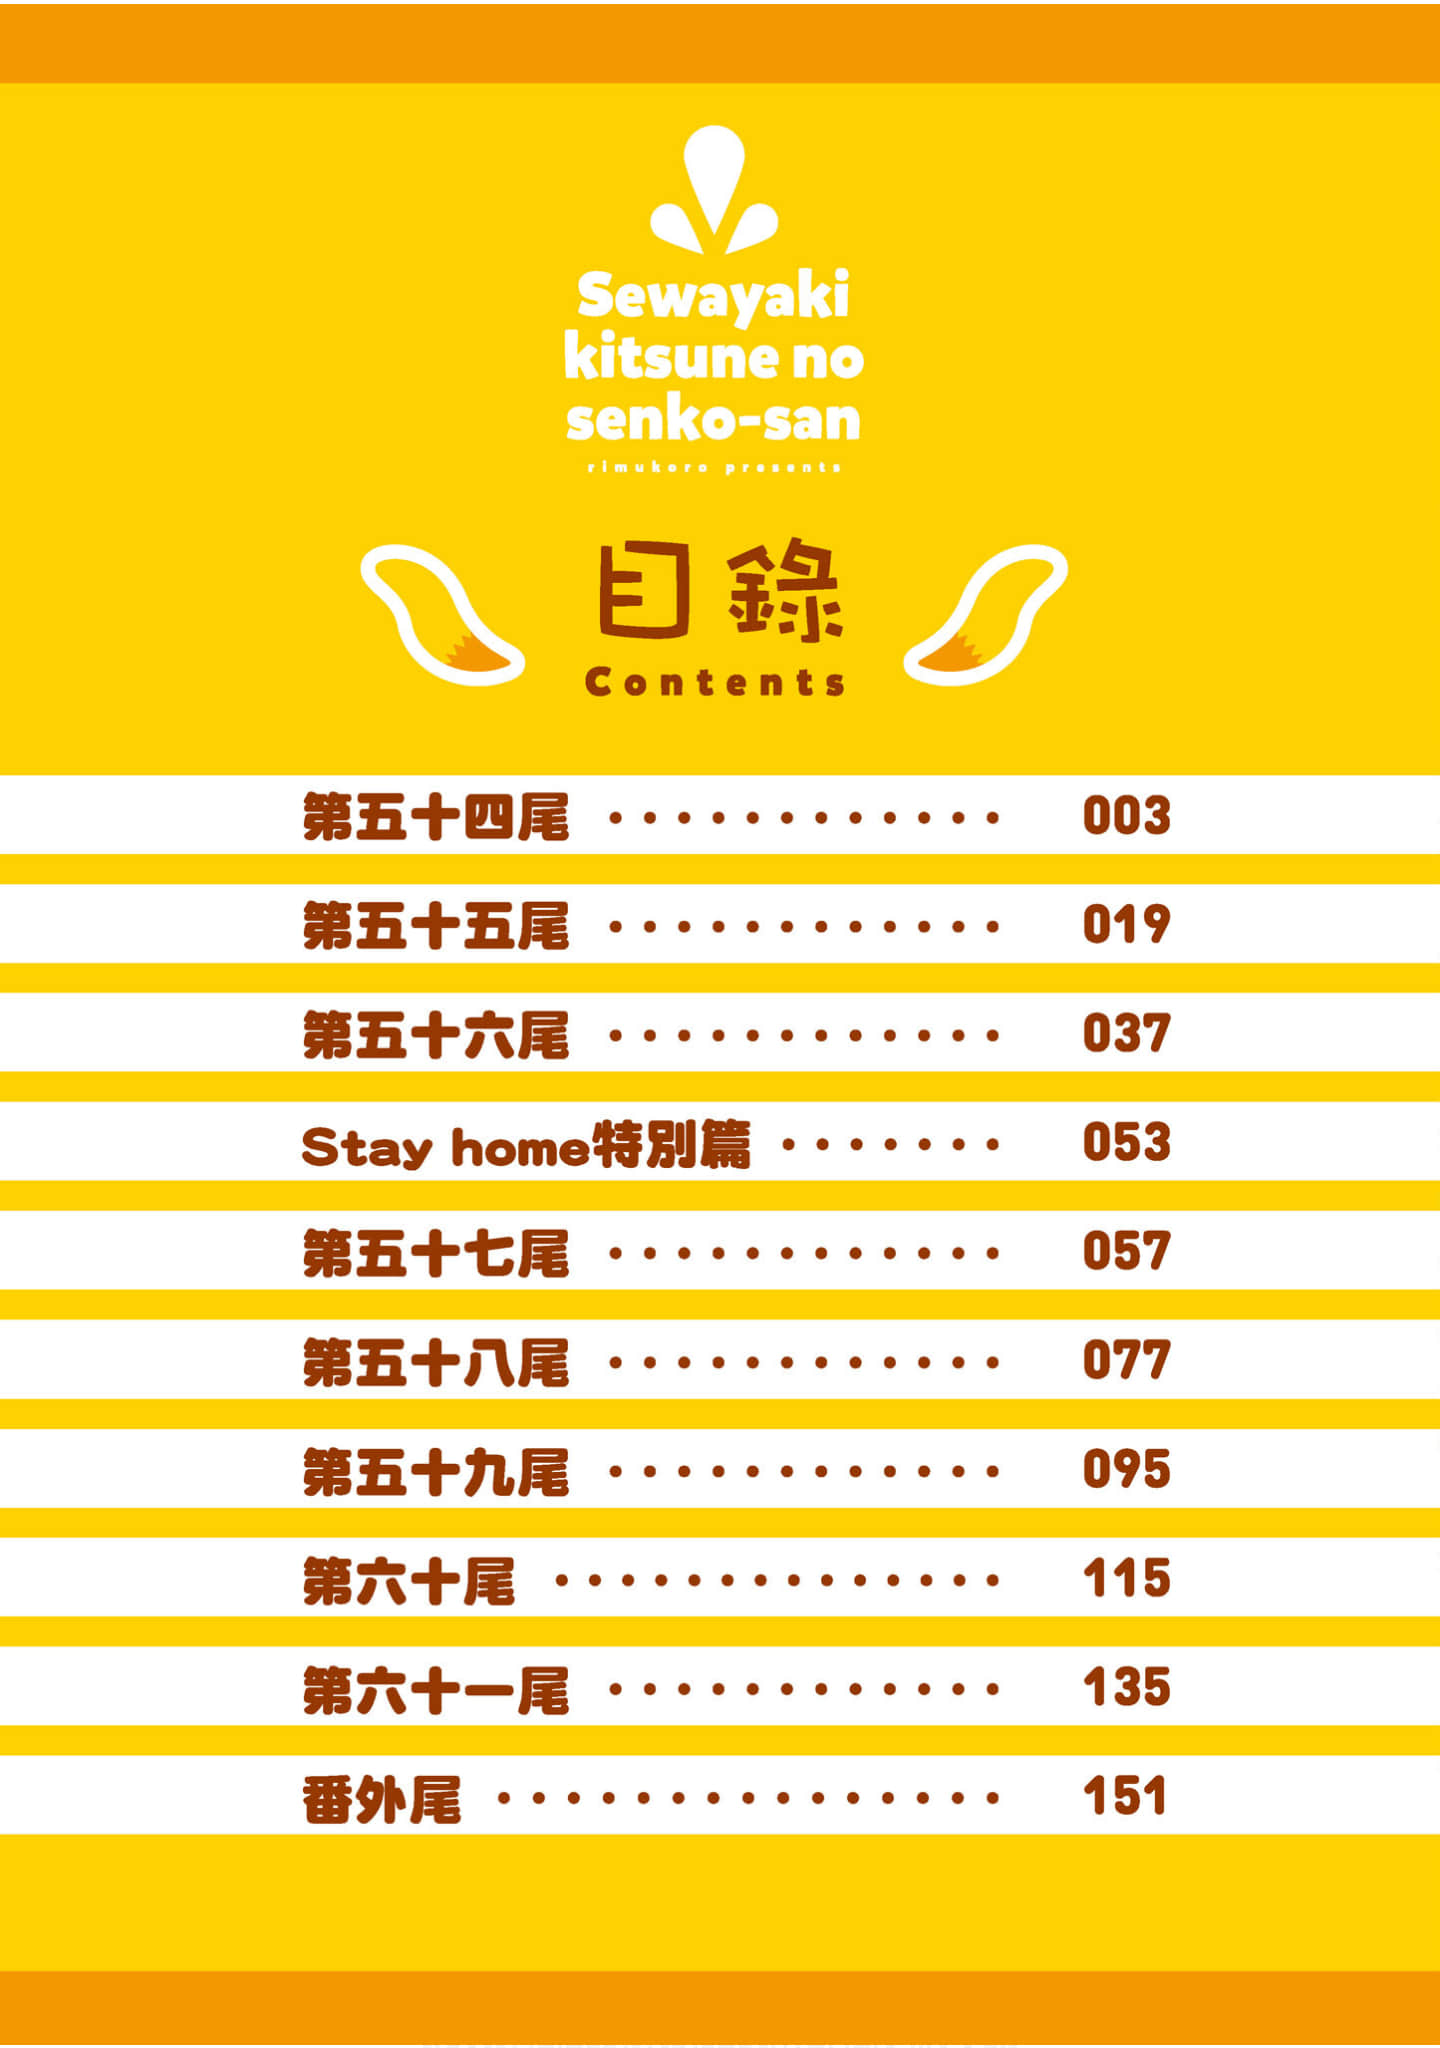 Sewayaki
kitsune no
senko-san
rimukoro presents
目錄
Contents
第五十四尾 ············ 003
第五十五尾 ············ 019
第五十六尾 ············ 037
Stay home特別篇 ······· 053
第五十七尾 ············ 057
第五十八尾 ············ 077
第五十九尾 ············ 095
第六十尾 ·············· 115
第六十一尾 ············ 135
番外尾 ··············· 151